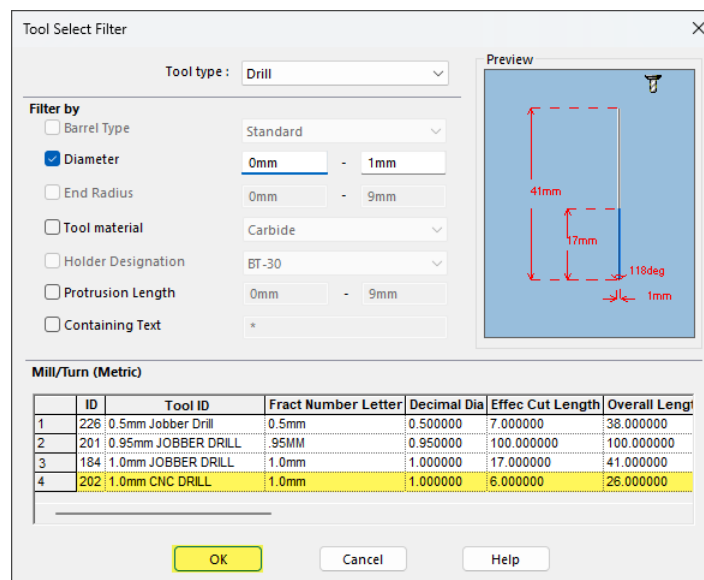 Tool Select Filter
Tool type : Drill
Preview
Filter by
Barrel Type Standard
Diameter 0mm - 1mm
End Radius 0mm - 9mm
Tool material Carbide
Holder Designation BT-30
Protrusion Length 0mm - 9mm
Containing Text *
41mm
17mm
118deg
1mm
Mill/Turn (Metric)
ID Tool ID Fract Number Letter Decimal Dia Effec Cut Length Overall Lengt
1 226 0.5mm Jobber Drill 0.5mm 0.500000 7.000000 38.000000
2 201 0.95mm JOBBER DRILL .95MM 0.950000 100.000000 100.000000
3 184 1.0mm JOBBER DRILL 1.0mm 1.000000 17.000000 41.000000
4 202 1.0mm CNC DRILL 1.0mm 1.000000 6.000000 26.000000
OK Cancel Help